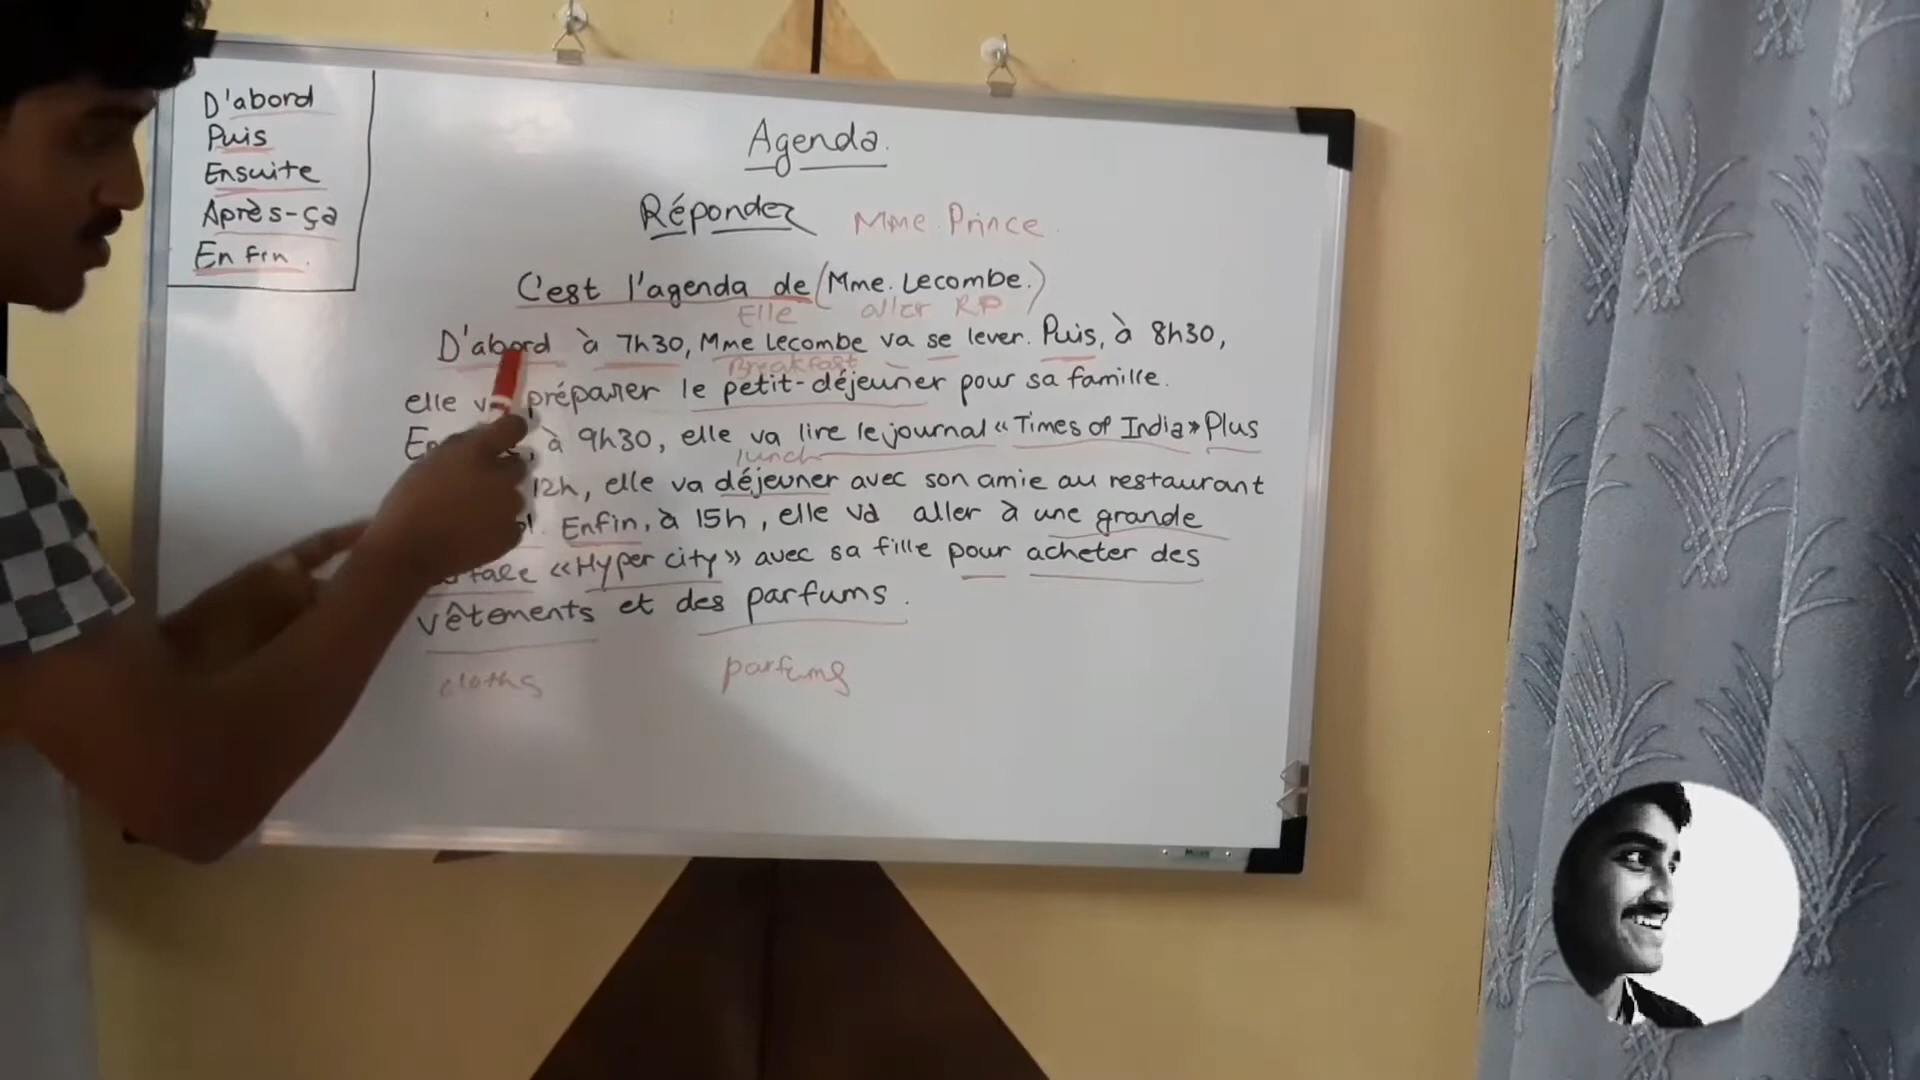 D'abord
Puis
Ensuite
Après-ça
En fin.
Agenda.
Répondez Mme. Prince.
C'est l'agenda de (Mme. Lecombe.)
Elle aller RP
D'abord à 7h30, Mme lecombe va se lever. Puis, à 8h30,
Breakfast
elle préparer le petit-déjeuner pour sa famille.
à 9h30, elle va lire le journal «Times of India» Plus
lunch
12h, elle va déjeuner avec son amie au restaurant
Enfin, à 15h, elle va aller à une grande
«Hyper city» avec sa fille pour acheter des
vêtements et des parfums.
cloths parfums